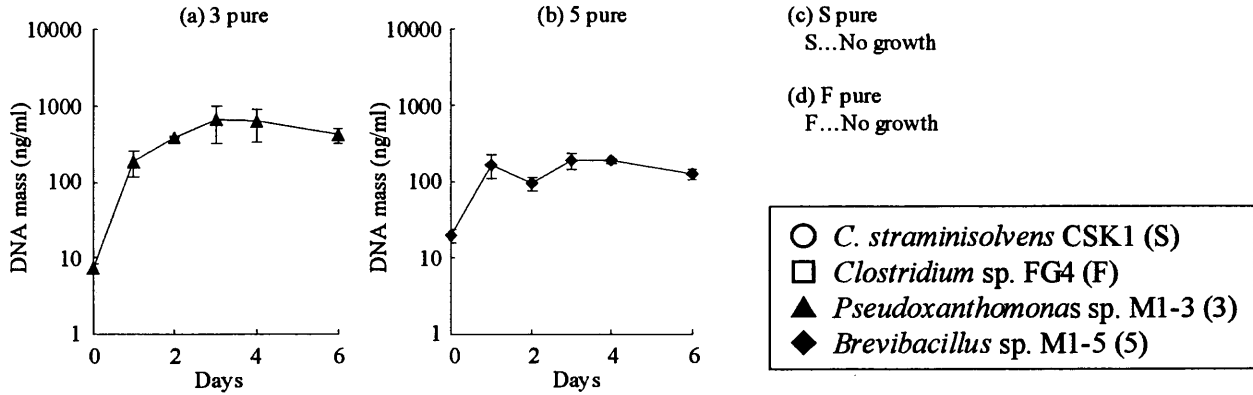 (a) 3 pure
10000
1000
100
10
1
DNA mass (ng/ml)
0 2 4 6
Days
(b) 5 pure
10000
1000
100
10
1
DNA mass (ng/ml)
0 2 4 6
Days
(c) S pure
S...No growth
(d) F pure
F...No growth
C. straminisolvens CSK1 (S)
Clostridium sp. FG4 (F)
Pseudoxanthomonas sp. M1-3 (3)
Brevibacillus sp. M1-5 (5)